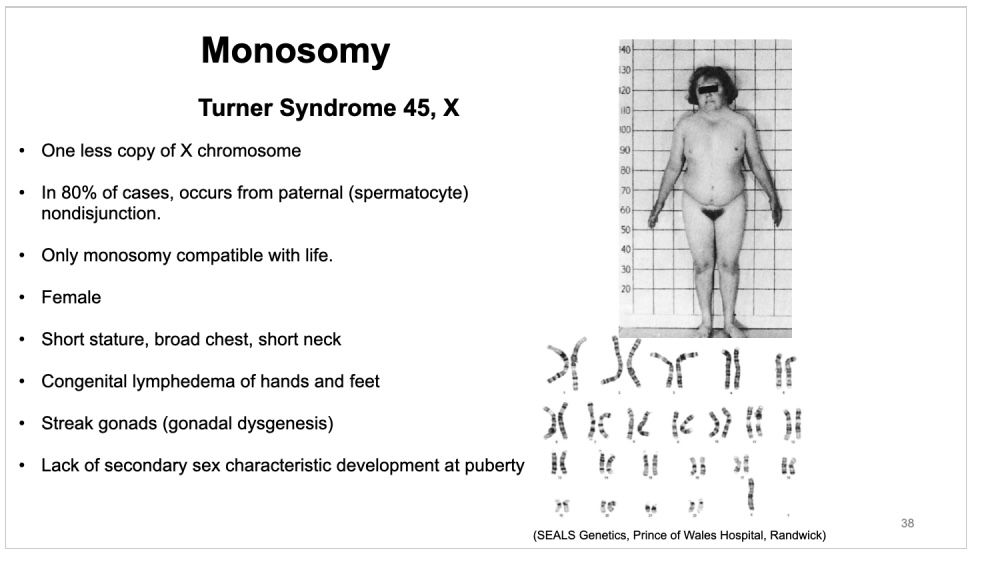 Monosomy
Turner Syndrome 45, X
• One less copy of X chromosome
• In 80% of cases, occurs from paternal (spermatocyte)
nondisjunction.
• Only monosomy compatible with life.
• Female
• Short stature, broad chest, short neck
• Congenital lymphedema of hands and feet
• Streak gonads (gonadal dysgenesis)
• Lack of secondary sex characteristic development at puberty
140
130
120
110
100
90
80
70
60
50
40
30
20
(SEALS Genetics, Prince of Wales Hospital, Randwick)
38